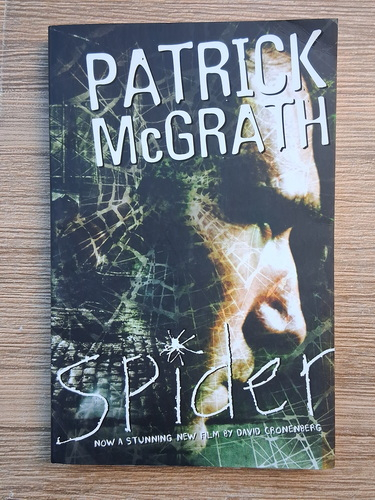 PATRICK
McGRATH
Spider
NOW A STUNNING NEW FILM BY DAVID CRONENBERG